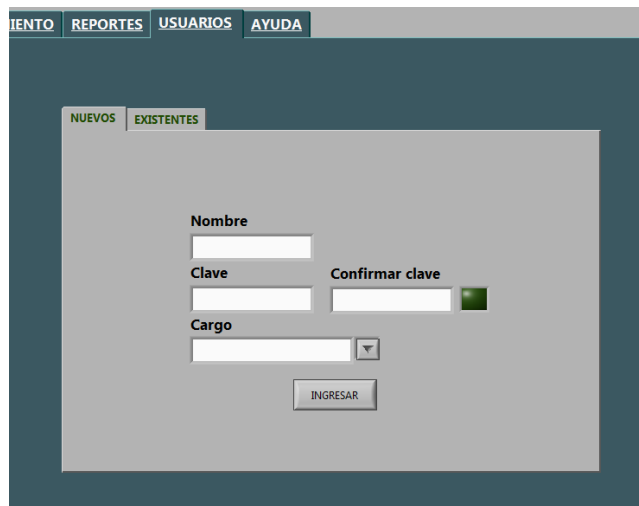 IENTO REPORTES USUARIOS AYUDA
NUEVOS EXISTENTES
Nombre
Clave Confirmar clave
Cargo
INGRESAR